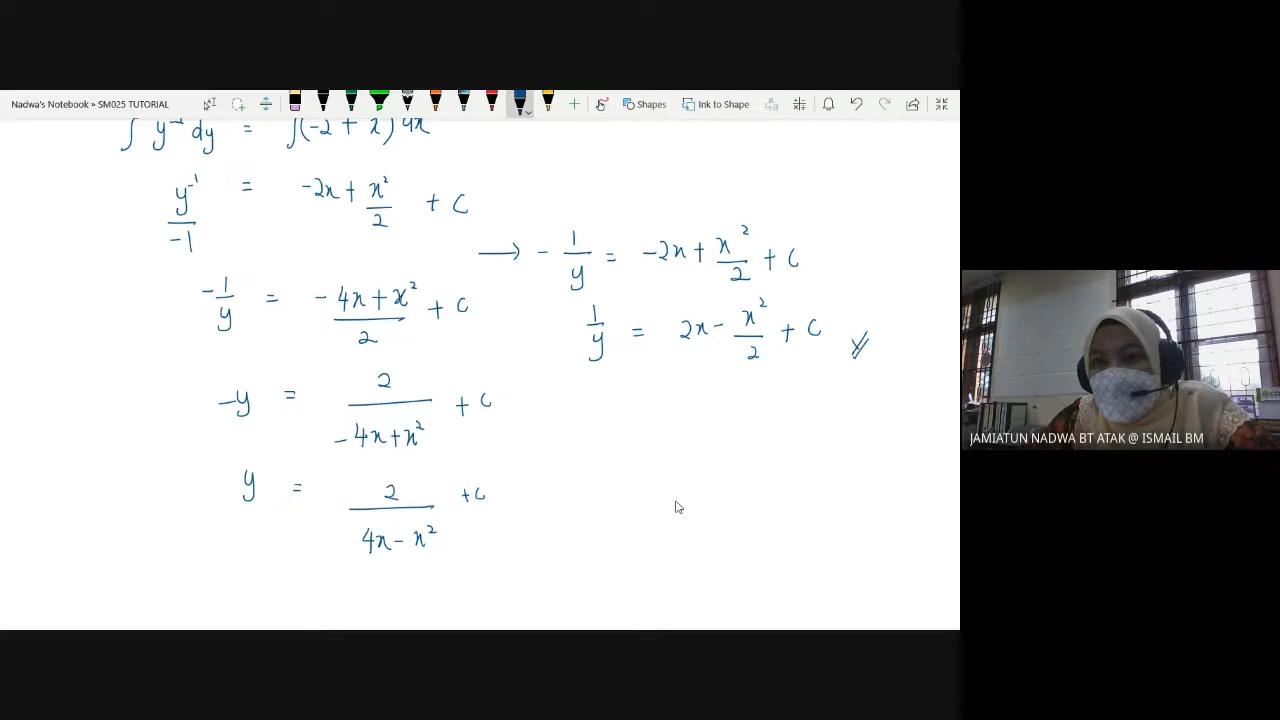 Nadwa's Notebook » SM025 TUTORIAL
Shapes
Ink to Shape
∫ y⁻² dy = ∫(-2 + x) dx
y⁻¹/-1 = -2x + x²/2 + C
-1/y = -4x + x²/2 + C
-y = 2/(-4x + x²) + C
y = 2/(4x - x²) + C
→ -1/y = -2x + x²/2 + C
1/y = 2x - x²/2 + C
JAMIATUN NADWA BT ATAK @ ISMAIL BM